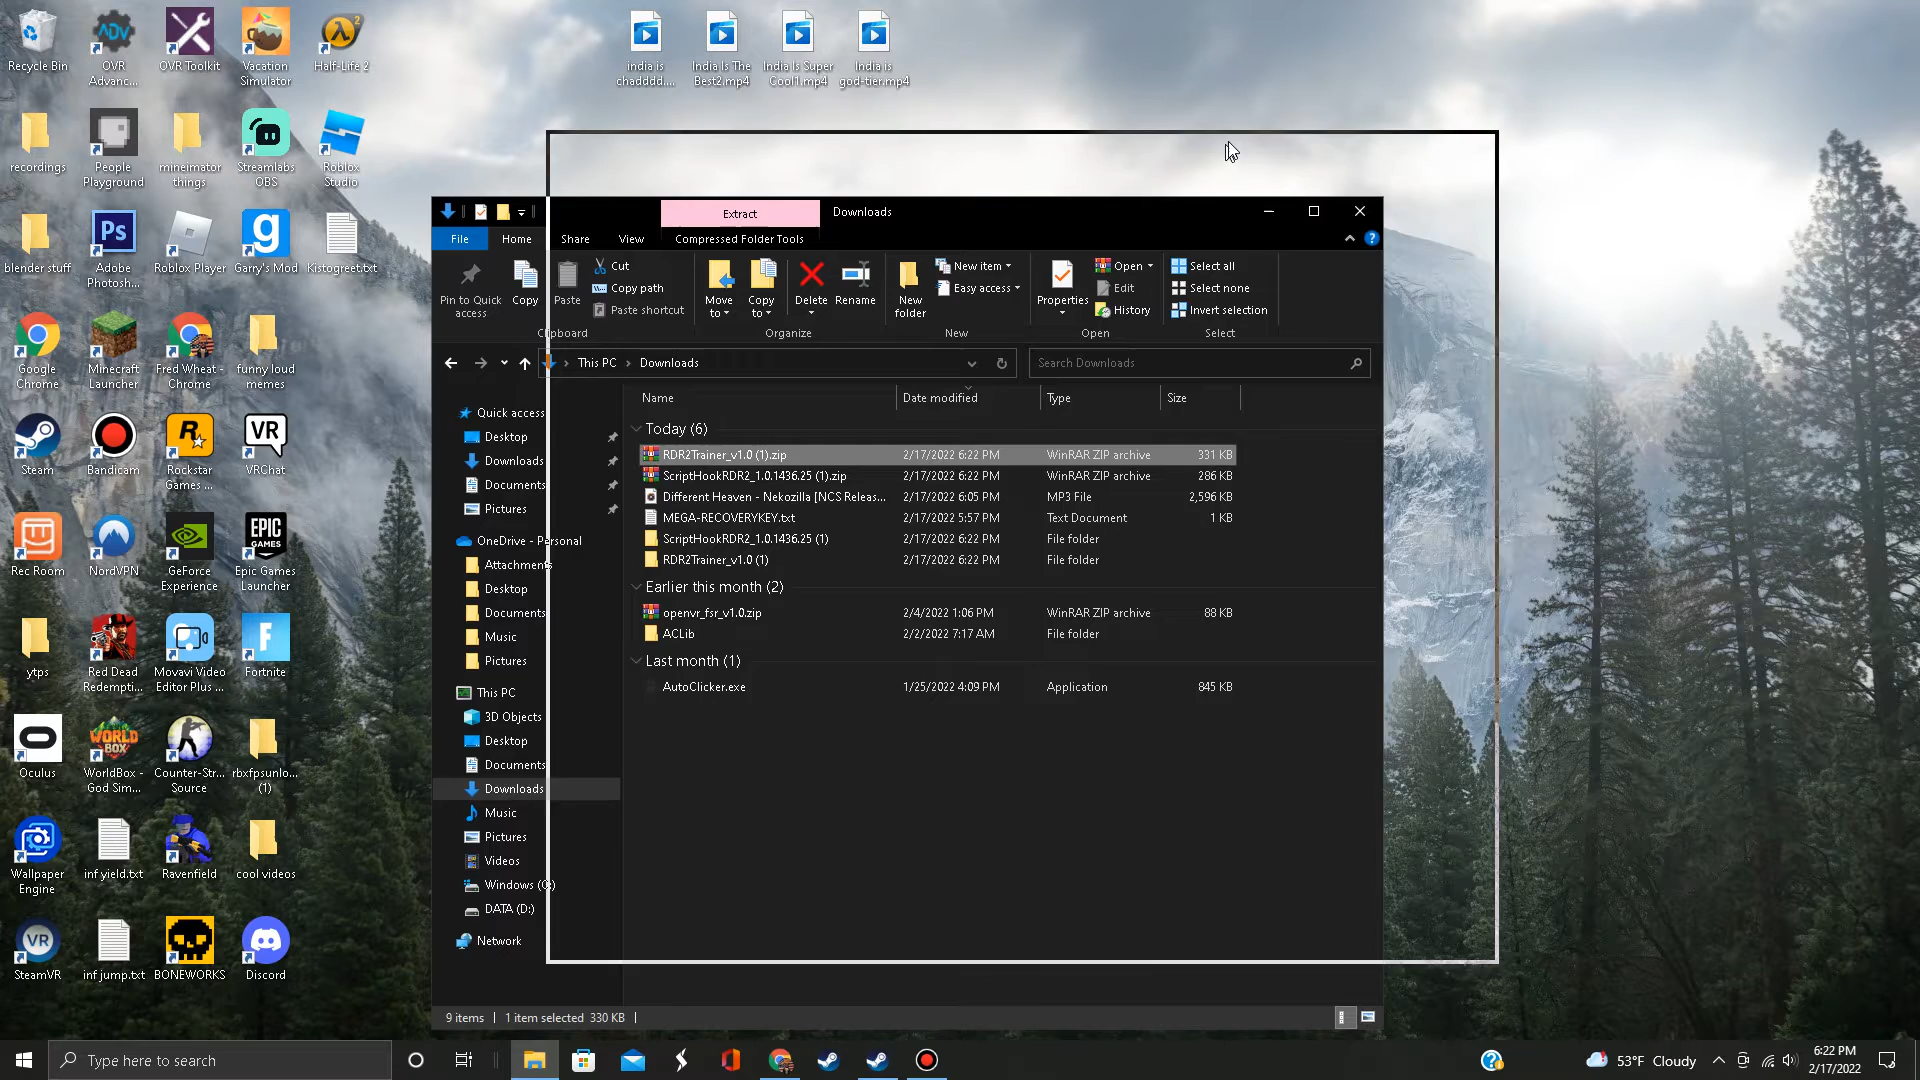 Recycle Bin
OVR Advanc...
OVR Toolkit
Vacation Simulator
Half-Life 2
india is chadddd....
India Is The Best2.mp4
India Is Super Cool1.mp4
India is god-tier.mp4
recordings
People Playground
mineimator things
Streamlabs OBS
Roblox Studio
blender stuff
Ps
Adobe Photosh...
Roblox Player
Garry's Mod
Kistogreet.txt
Google Chrome
Minecraft Launcher
Fred Wheat - Chrome
funny loud memes
Steam
Bandicam
Rockstar Games ...
VR
VRChat
Rec Room
NordVPN
GeForce Experience
EPIC GAMES
Epic Games Launcher
ytps
Red Dead Redempti...
Movavi Video Editor Plus ...
Fortnite
Oculus
WORLD BOX
WorldBox - God Sim...
Counter-Str... Source
rbxfpsunlo... (1)
Wallpaper Engine
inf yield.txt
Ravenfield
cool videos
VR
SteamVR
inf jump.txt
BONEWORKS
Discord
Extract
Downloads
File
Home
Share
View
Compressed Folder Tools
Pin to Quick access
Copy
Paste
Cut
Copy path
Paste shortcut
Clipboard
Move to
Copy to
Delete
Rename
Organize
New folder
New item
Easy access
New
Properties
Open
Edit
History
Open
Select all
Select none
Invert selection
Select
This PC > Downloads
Search Downloads
Quick access
Desktop
Downloads
Documents
Pictures
OneDrive - Personal
Attachments
Desktop
Documents
Music
Pictures
This PC
3D Objects
Desktop
Documents
Downloads
Music
Pictures
Videos
Windows (C:)
DATA (D:)
Network
Name Date modified Type Size
Today (6)
RDR2Trainer_v1.0 (1).zip 2/17/2022 6:22 PM WinRAR ZIP archive 331 KB
ScriptHookRDR2_1.0.1436.25 (1).zip 2/17/2022 6:22 PM WinRAR ZIP archive 286 KB
Different Heaven - Nekozilla [NCS Releas... 2/17/2022 6:05 PM MP3 File 2,596 KB
MEGA-RECOVERYKEY.txt 2/17/2022 5:57 PM Text Document 1 KB
ScriptHookRDR2_1.0.1436.25 (1) 2/17/2022 6:22 PM File folder
RDR2Trainer_v1.0 (1) 2/17/2022 6:22 PM File folder
Earlier this month (2)
openvr_fsr_v1.0.zip 2/4/2022 1:06 PM WinRAR ZIP archive 88 KB
ACLib 2/2/2022 7:17 AM File folder
Last month (1)
AutoClicker.exe 1/25/2022 4:09 PM Application 845 KB
9 items 1 item selected 330 KB
Type here to search
53°F Cloudy
6:22 PM
2/17/2022